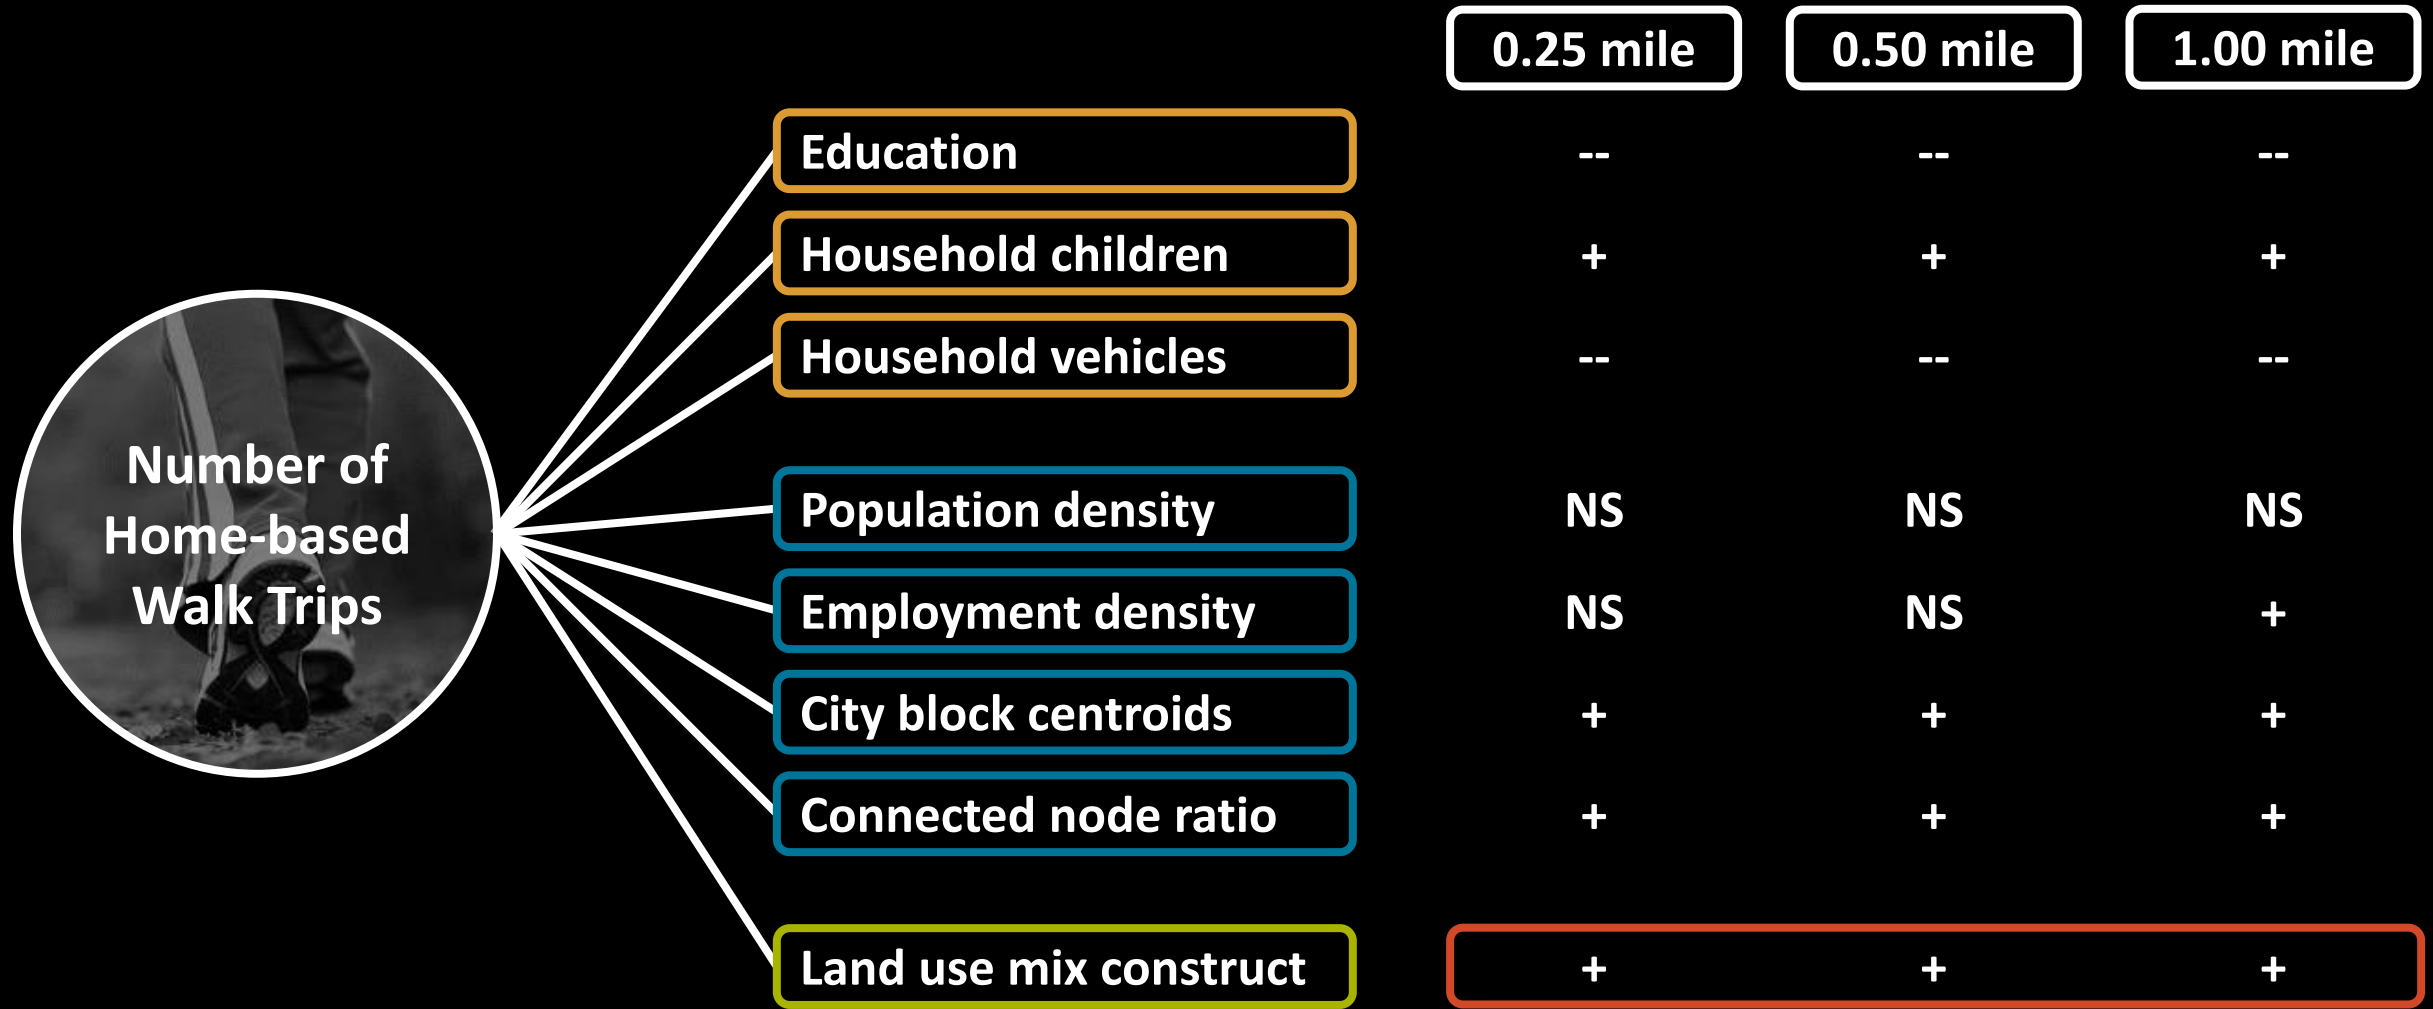 0.25 mile 0.50 mile 1.00 mile
Education -- -- --
Household children + + +
Household vehicles -- -- --
Number of
Home-based
Walk Trips
Population density NS NS NS
Employment density NS NS +
City block centroids + + +
Connected node ratio + + +
Land use mix construct + + +